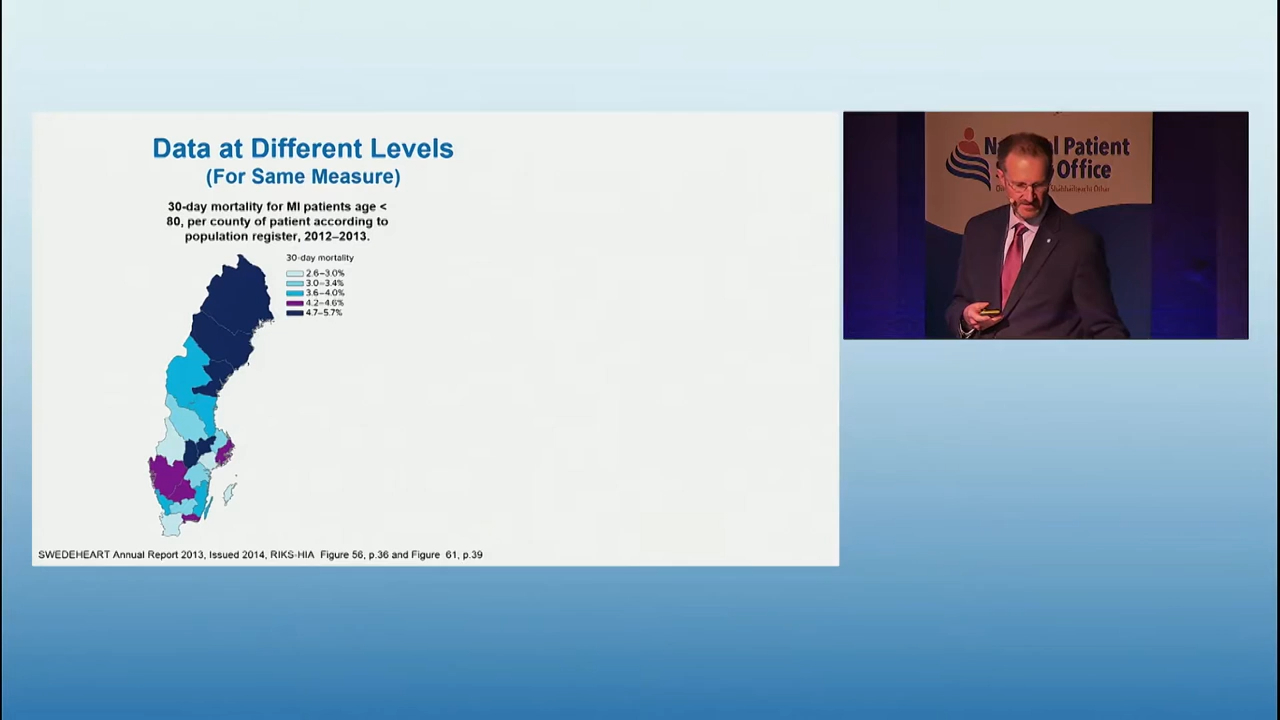 Data at Different Levels
(For Same Measure)
30-day mortality for MI patients age <
80, per county of patient according to
population register, 2012–2013.
30-day mortality
2.6–3.0%
3.0–3.4%
3.6–4.0%
4.2–4.6%
4.7–5.7%
SWEDEHEART Annual Report 2013, Issued 2014, RIKS-HIA Figure 56, p.36 and Figure 61, p.39
l Patient
Office